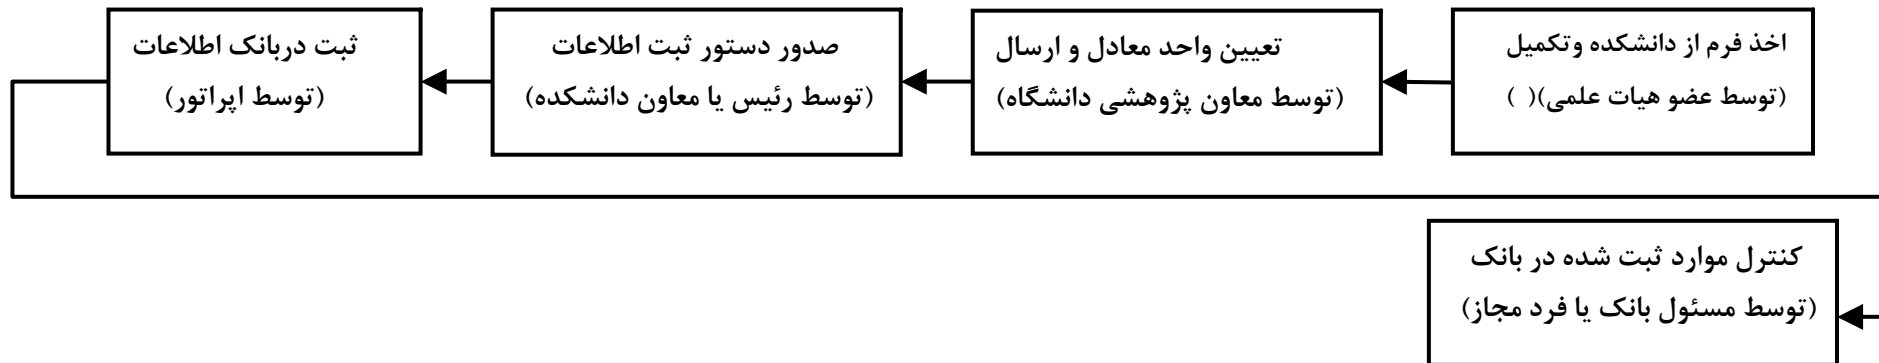 اخذ فرم از دانشکده وتکمیل
(توسط عضو هیات علمی)( )
تعیین واحد معادل و ارسال
(توسط معاون پژوهشی دانشگاه)
صدور دستور ثبت اطلاعات
(توسط رئیس یا معاون دانشکده)
ثبت دربانک اطلاعات
(توسط اپراتور)
کنترل موارد ثبت شده در بانک
(توسط مسئول بانک یا فرد مجاز)